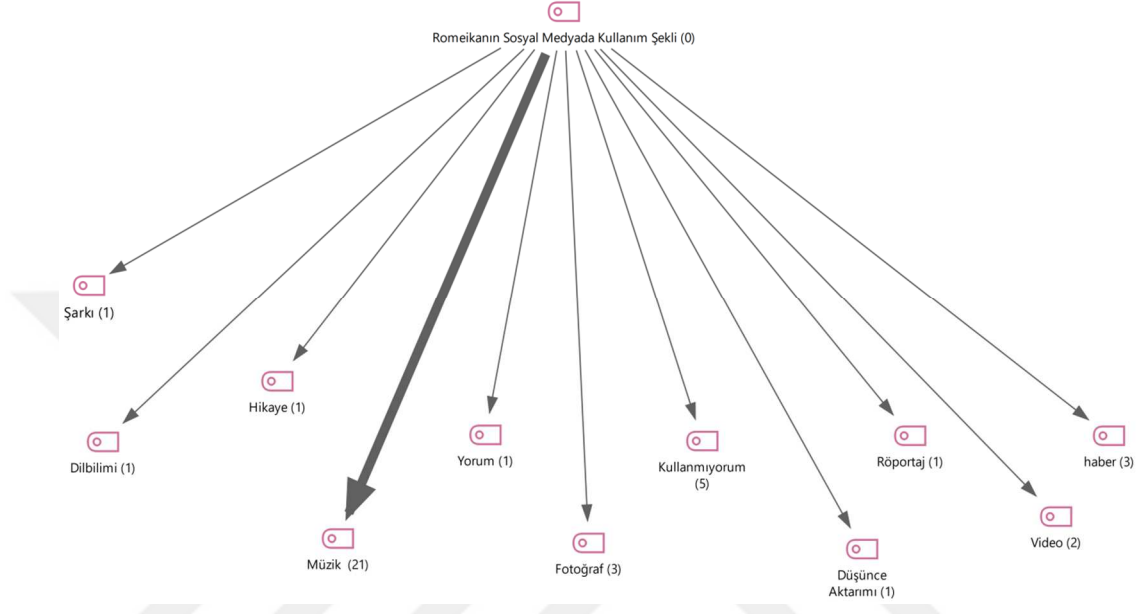 Romeikanın Sosyal Medyada Kullanım Şekli (0)
Şarkı (1)
Hikaye (1)
Dilbilimi (1)
Yorum (1)
Kullanmıyorum
(5)
Röportaj (1)
haber (3)
Müzik (21)
Fotoğraf (3)
Düşünce
Aktarımı (1)
Video (2)